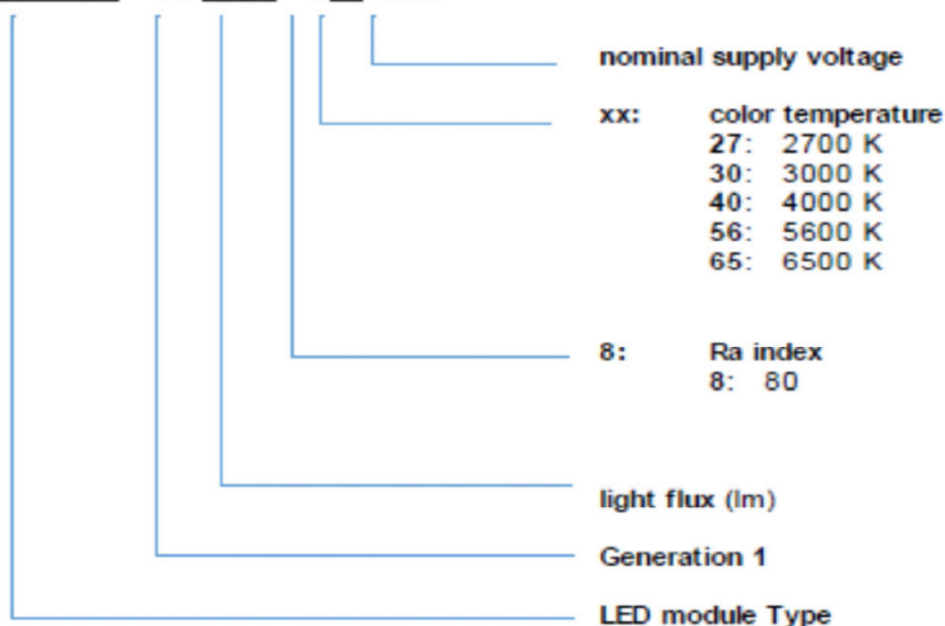 nominal supply voltage
xx: color temperature
27: 2700 K
30: 3000 K
40: 4000 K
56: 5600 K
65: 6500 K
8: Ra index
8: 80
light flux (lm)
Generation 1
LED module Type